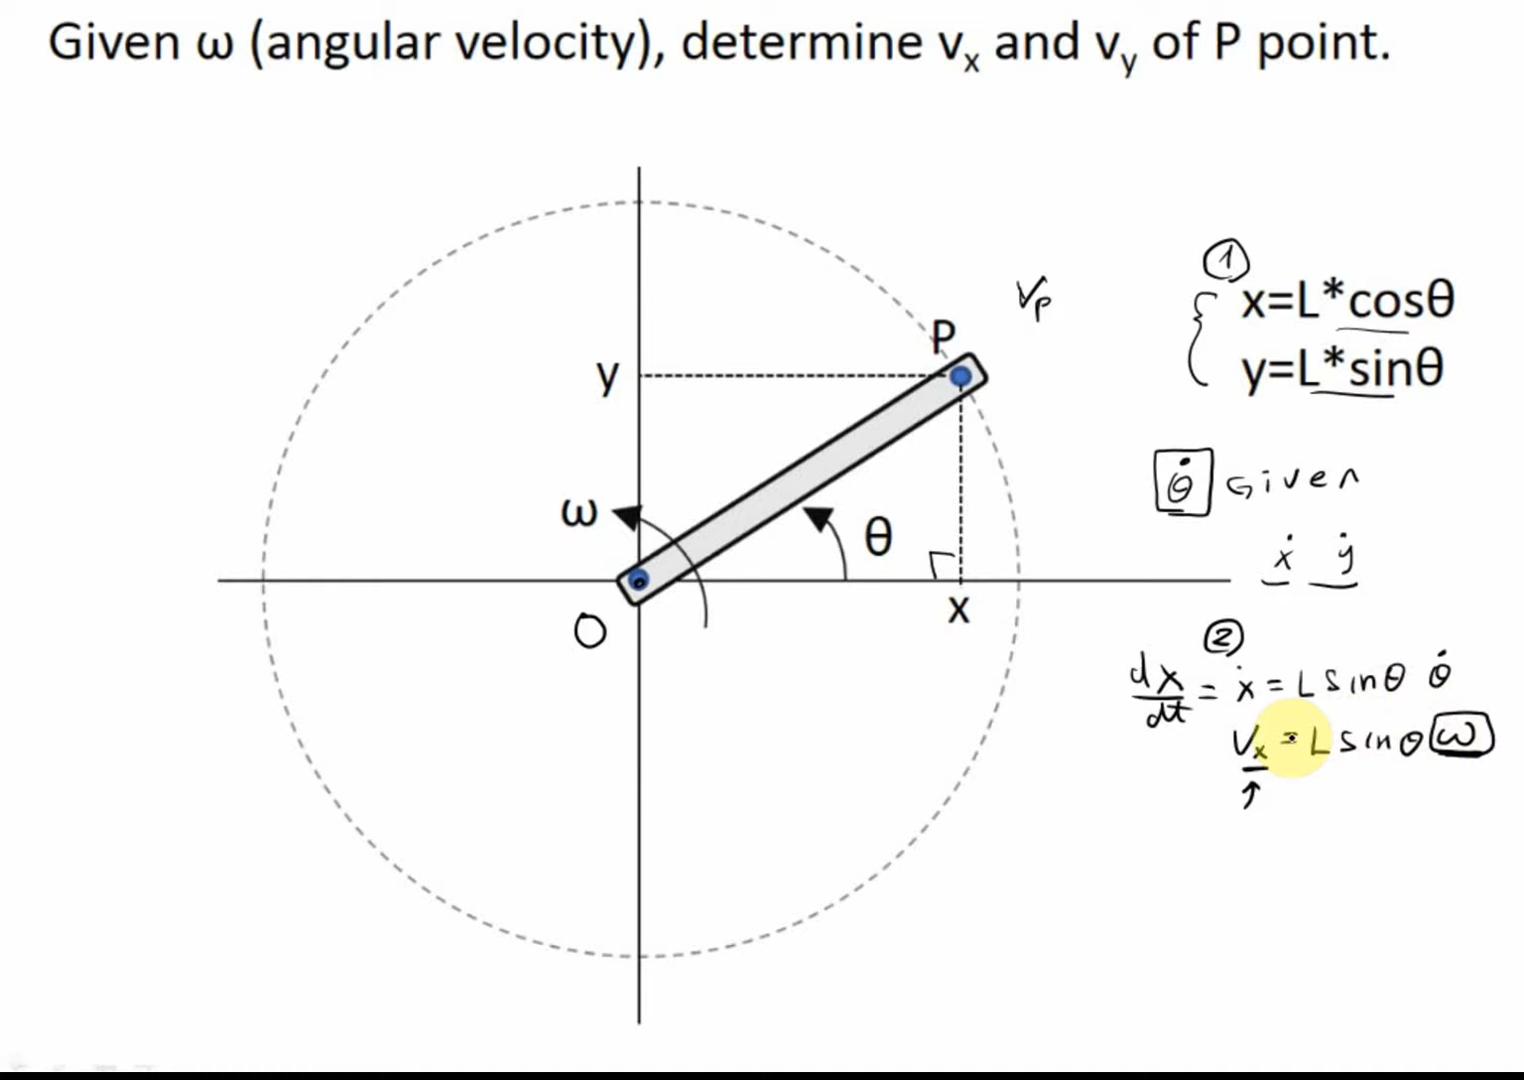 Given ω (angular velocity), determine vx and vy of P point.
①
x=L*cosθ
y=L*sinθ
VP
P
y
θ̇ Given
ω
θ
ẋ ẏ
x
O
②
dx/dt = ẋ = L sinθ θ̇
Vx = L sinθ ω